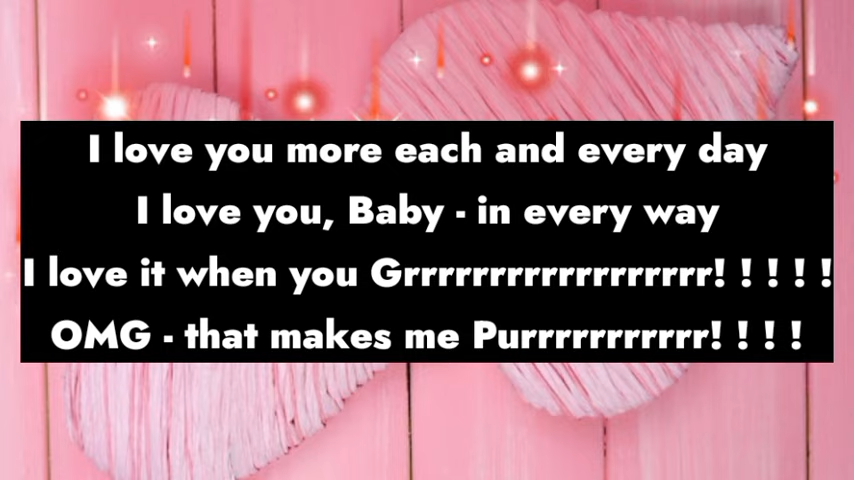 I love you more each and every day
I love you, Baby - in every way
I love it when you Grrrrrrrrrrrrrrrrrr! ! ! ! !
OMG - that makes me Purrrrrrrrrrr! ! ! !